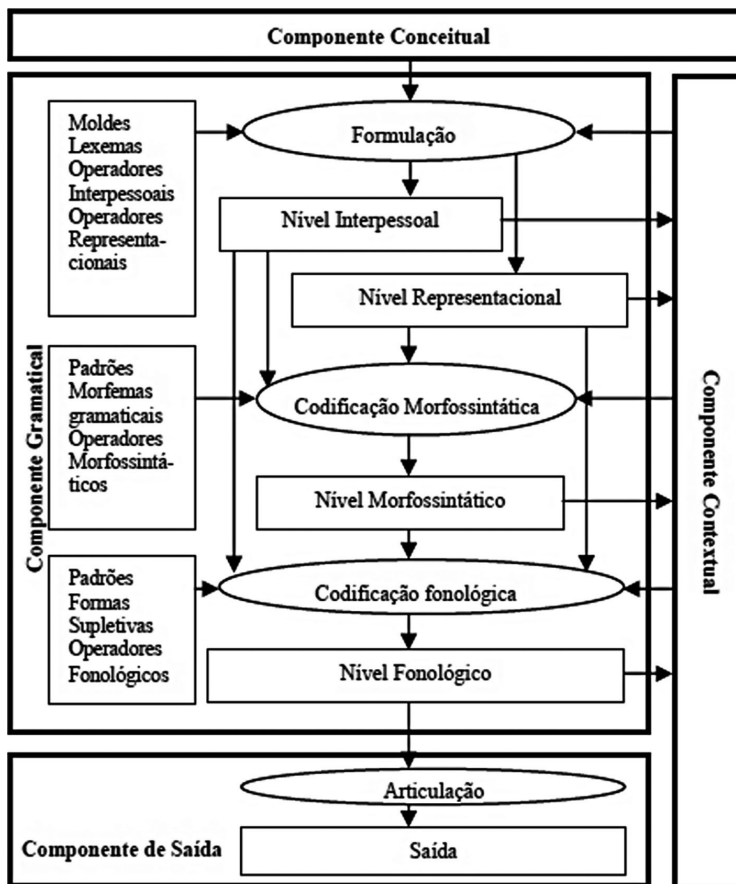 Componente Conceitual
Componente Gramatical
Moldes
Lexemas
Operadores
Interpessoais
Operadores
Representa-
cionais
Formulação
Nível Interpessoal
Nível Representacional
Padrões
Morfemas
gramaticais
Operadores
Morfossintá-
ticos
Codificação Morfossintática
Nível Morfossintático
Padrões
Formas
Supletivas
Operadores
Fonológicos
Codificação fonológica
Nível Fonológico
Componente Contextual
Articulação
Componente de Saída
Saída